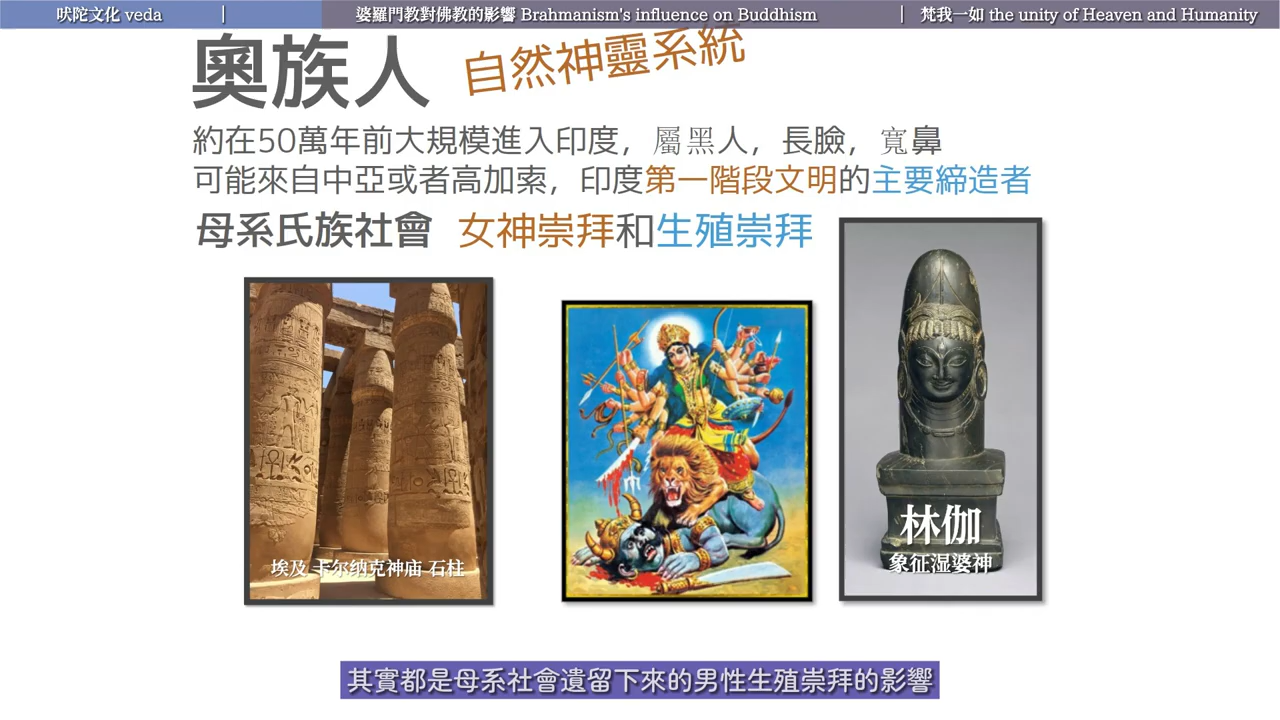 吠陀文化 veda | 婆羅門教對佛教的影響 Brahmanism's influence on Buddhism | 梵我一如 the unity of Heaven and Humanity
奧族人 自然神靈系統
約在50萬年前大規模進入印度，屬黑人，長臉，寬鼻
可能來自中亞或者高加索，印度第一階段文明的主要締造者
母系氏族社會 女神崇拜和生殖崇拜
埃及 卡尔纳克神庙 石柱
林伽
象征湿婆神
其實都是母系社會遺留下來的男性生殖崇拜的影響